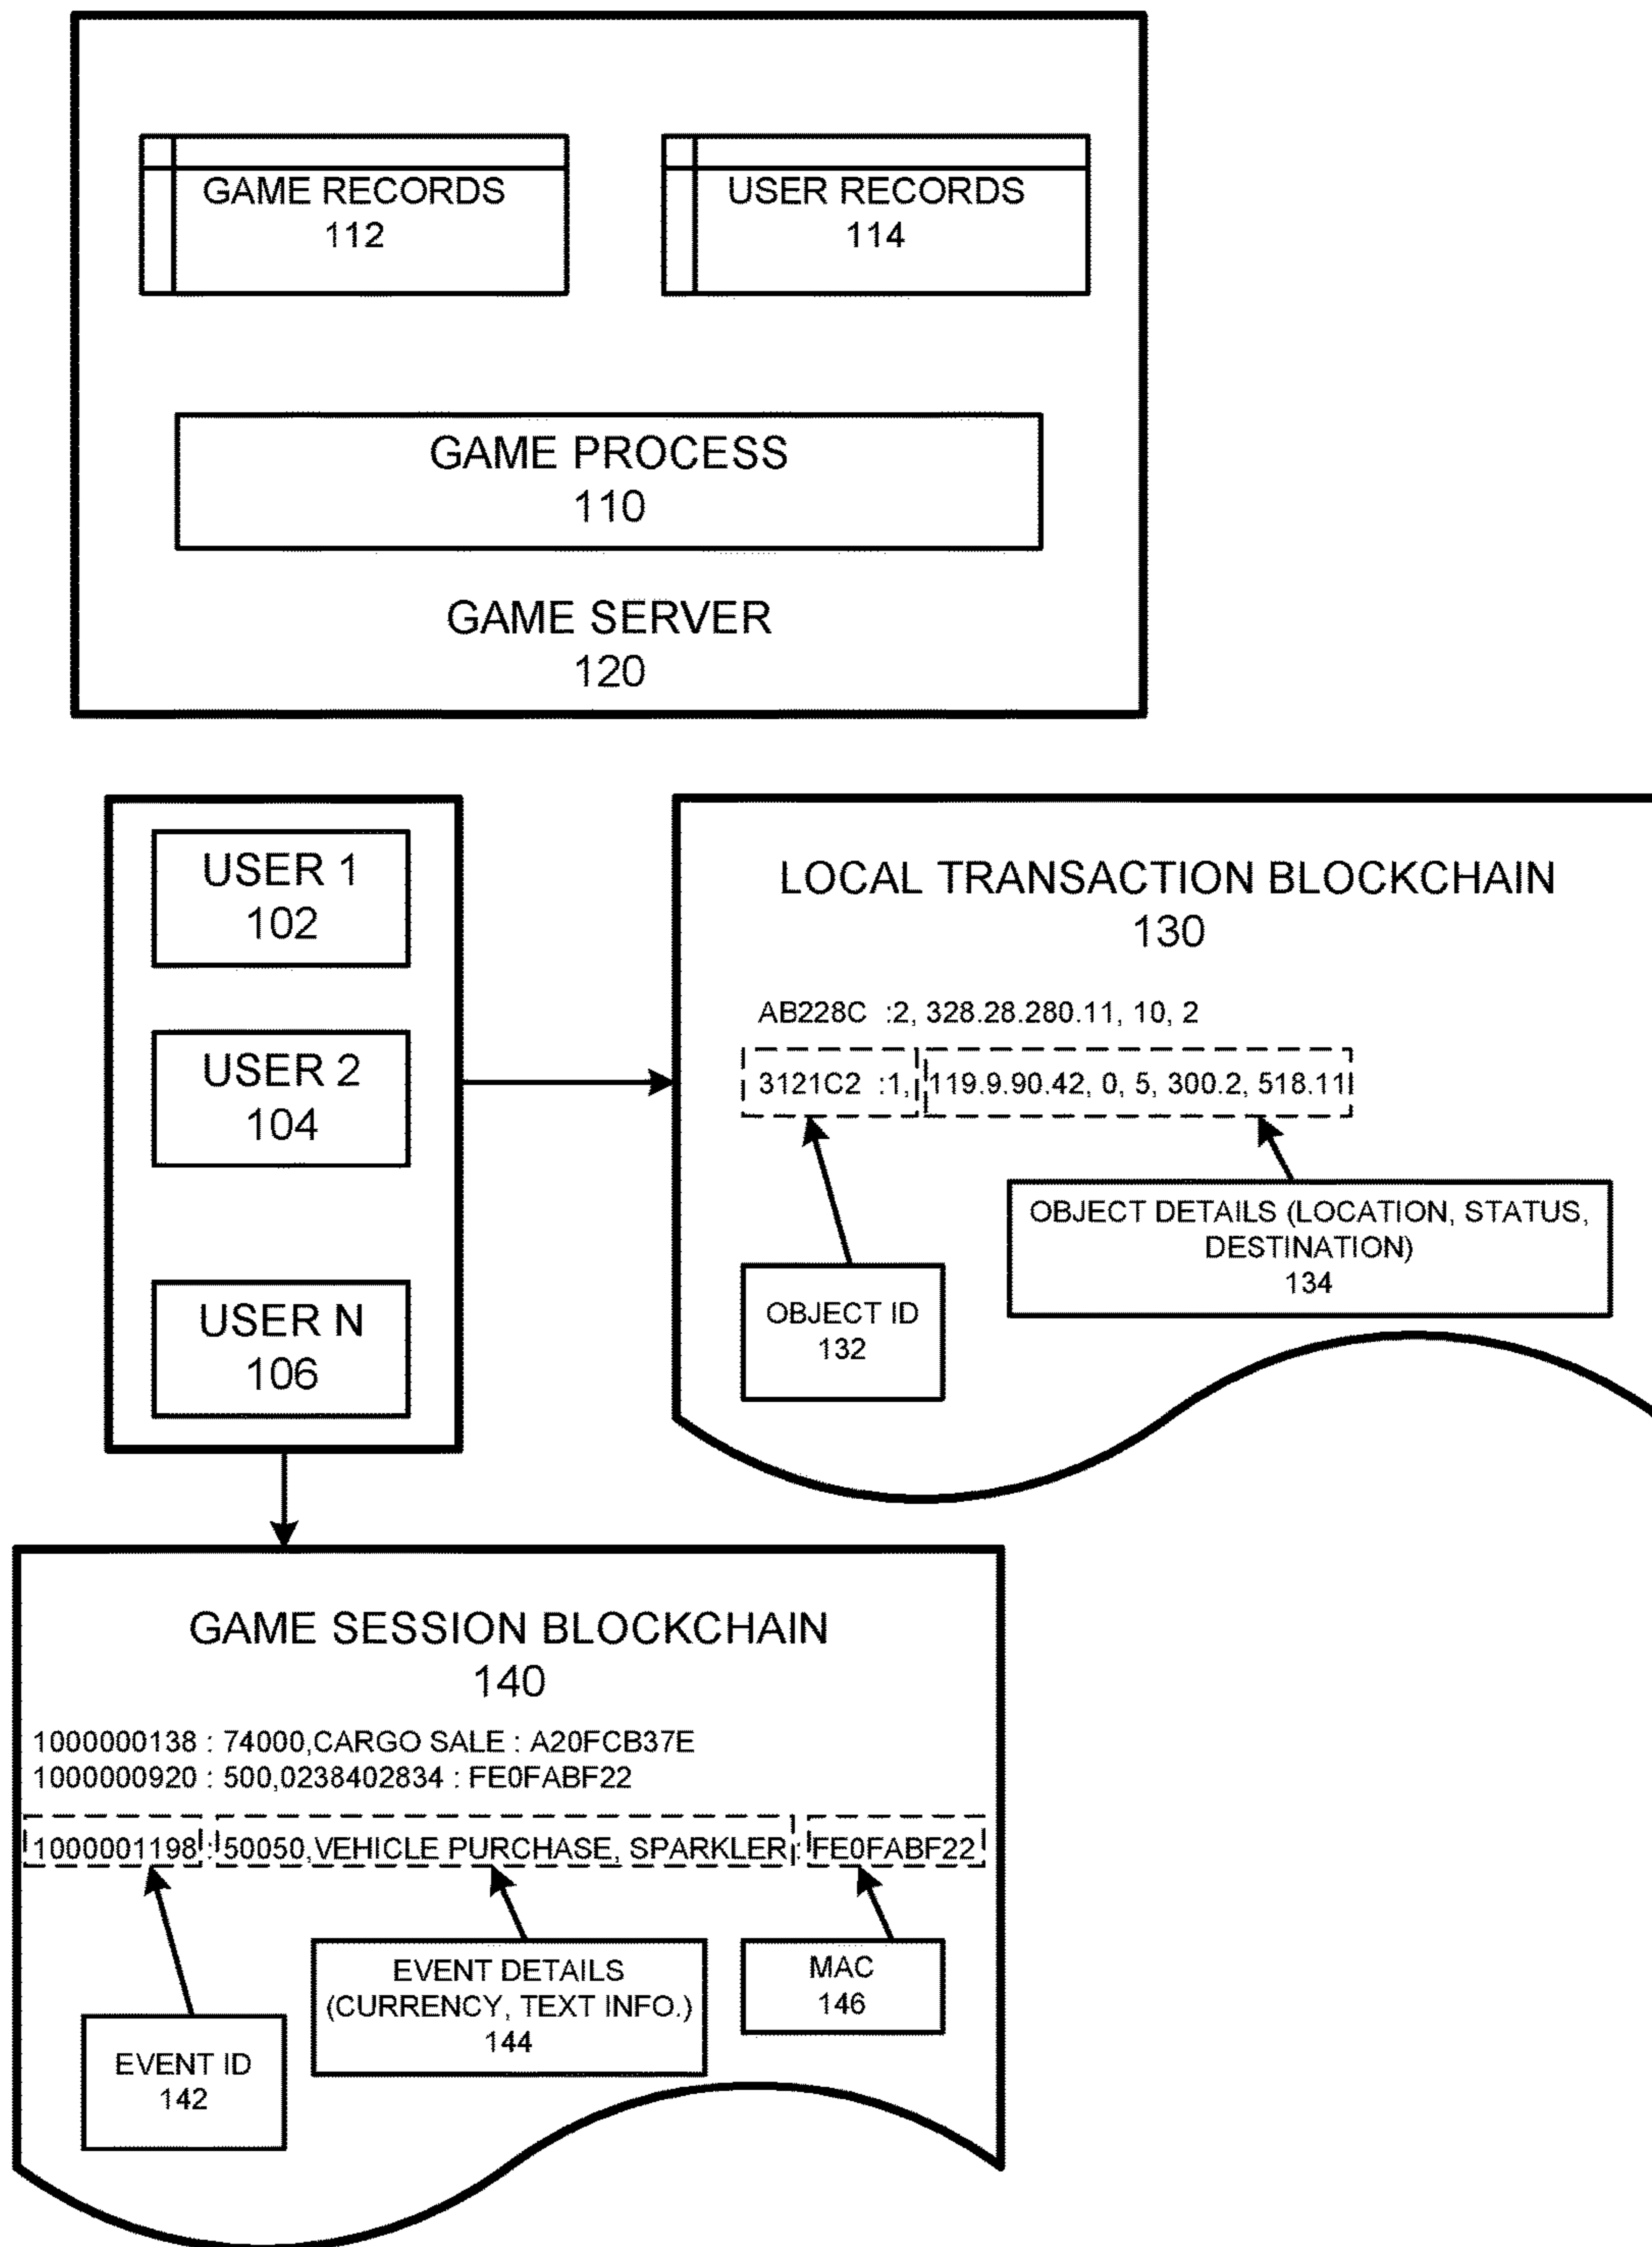 GAME RECORDS
112
USER RECORDS
114
GAME PROCESS
110
GAME SERVER
120
USER 1
102
USER 2
104
USER N
106
LOCAL TRANSACTION BLOCKCHAIN
130
AB228C :2, 328.28.280.11, 10, 2
3121C2 :1, 119.9.90.42, 0, 5, 300.2, 518.11
OBJECT DETAILS (LOCATION, STATUS,
DESTINATION)
134
OBJECT ID
132
GAME SESSION BLOCKCHAIN
140
1000000138 : 74000,CARGO SALE : A20FCB37E
1000000920 : 500,0238402834 : FE0FABF22
1000001198 : 50050,VEHICLE PURCHASE, SPARKLER : FE0FABF22
EVENT DETAILS
(CURRENCY, TEXT INFO.)
144
MAC
146
EVENT ID
142